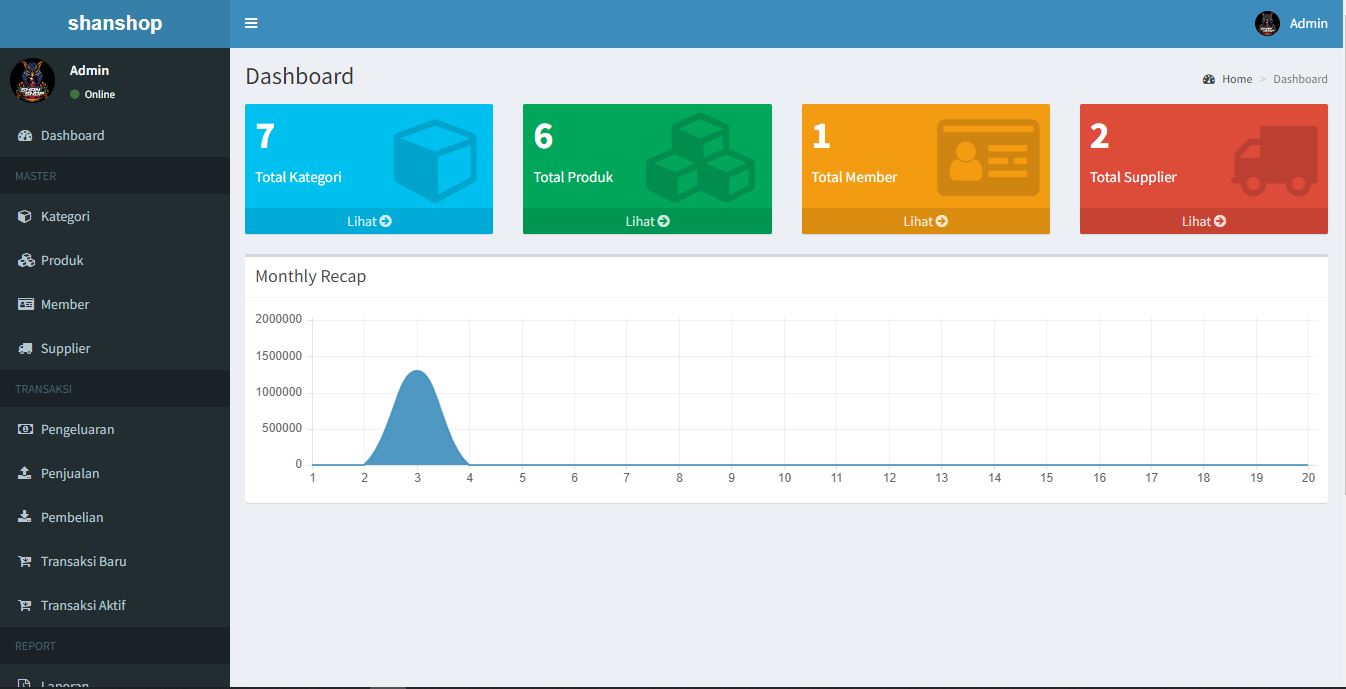 shanshop
Admin
Admin
Online
Dashboard
MASTER
Kategori
Produk
Member
Supplier
TRANSAKSI
Pengeluaran
Penjualan
Pembelian
Transaksi Baru
Transaksi Aktif
REPORT
Laporan
Dashboard
Home > Dashboard
7
Total Kategori
Lihat
6
Total Produk
Lihat
1
Total Member
Lihat
2
Total Supplier
Lihat
Monthly Recap
2000000
1500000
1000000
500000
0
1 2 3 4 5 6 7 8 9 10 11 12 13 14 15 16 17 18 19 20